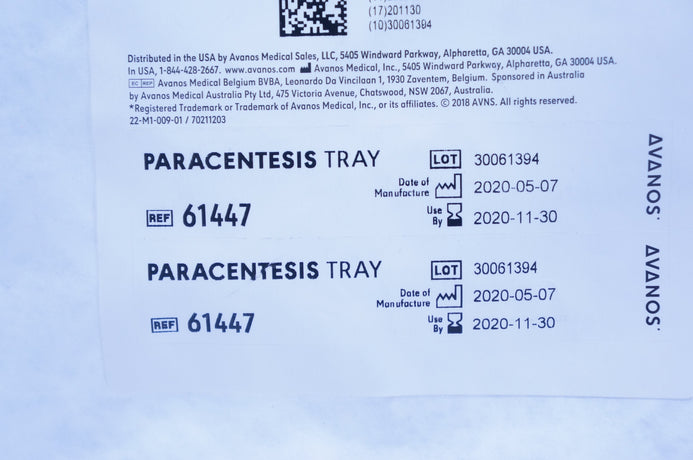 (17)201130
(10)30061394
Distributed in the USA by Avanos Medical Sales, LLC, 5405 Windward Parkway, Alpharetta, GA 30004 USA.
In USA, 1-844-428-2667. www.avanos.com Avanos Medical, Inc., 5405 Windward Parkway, Alpharetta, GA 30004 USA.
EC REP Avanos Medical Belgium BVBA, Leonardo Da Vincilaan 1, 1930 Zaventem, Belgium. Sponsored in Australia
by Avanos Medical Australia Pty Ltd, 475 Victoria Avenue, Chatswood, NSW 2067, Australia.
*Registered Trademark or Trademark of Avanos Medical, Inc., or its affiliates. © 2018 AVNS. All rights reserved.
22-M1-009-01 / 70211203
PARACENTESIS TRAY
LOT 30061394
Date of
Manufacture 2020-05-07
REF 61447
Use
By 2020-11-30
AVANOS*
PARACENTESIS TRAY
LOT 30061394
Date of
Manufacture 2020-05-07
REF 61447
Use
By 2020-11-30
AVANOS*